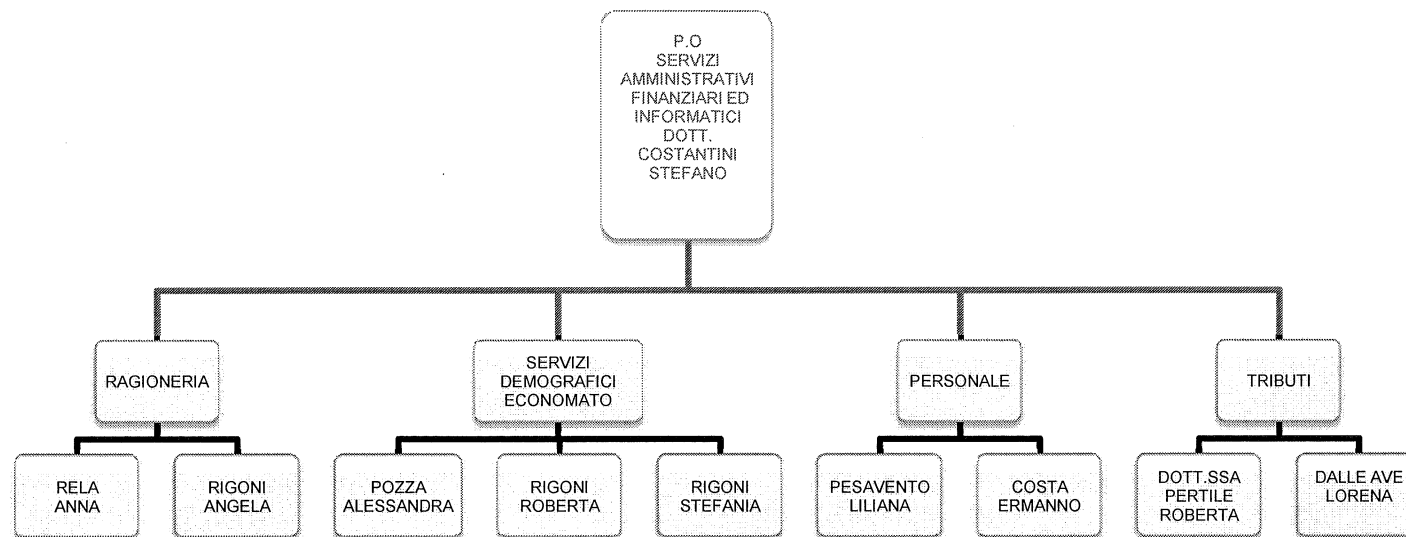 P.O
SERVIZI
AMMINISTRATIVI
FINANZIARI ED
INFORMATICI
DOTT.
COSTANTINI
STEFANO
RAGIONERIA
SERVIZI
DEMOGRAFICI
ECONOMATO
PERSONALE
TRIBUTI
RELA
ANNA
RIGONI
ANGELA
POZZA
ALESSANDRA
RIGONI
ROBERTA
RIGONI
STEFANIA
PESAVENTO
LILIANA
COSTA
ERMANNO
DOTT.SSA
PERTILE
ROBERTA
DALLE AVE
LORENA